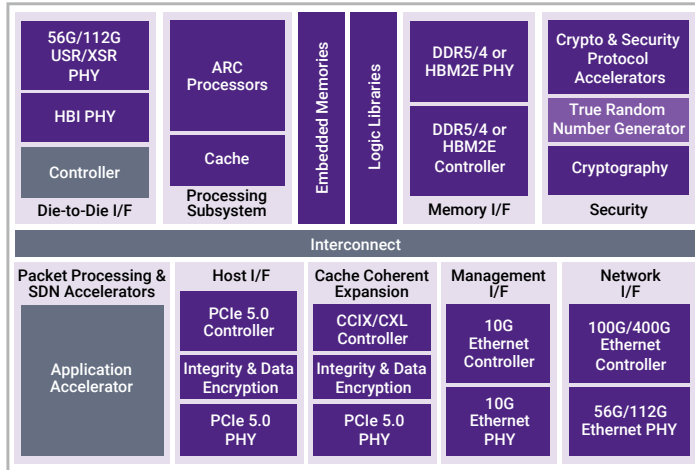 56G/112G
USR/XSR
PHY
HBI PHY
Controller
Die-to-Die I/F
ARC
Processors
Cache
Processing
Subsystem
Embedded Memories
Logic Libraries
DDR5/4 or
HBM2E PHY
DDR5/4 or
HBM2E
Controller
Memory I/F
Crypto & Security
Protocol
Accelerators
True Random
Number Generator
Cryptography
Security
Interconnect
Packet Processing &
SDN Accelerators
Application
Accelerator
Host I/F
PCIe 5.0
Controller
Integrity & Data
Encryption
PCIe 5.0
PHY
Cache Coherent
Expansion
CCIX/CXL
Controller
Integrity & Data
Encryption
PCIe 5.0
PHY
Management
I/F
10G
Ethernet
Controller
10G
Ethernet
PHY
Network
I/F
100G/400G
Ethernet
Controller
56G/112G
Ethernet PHY